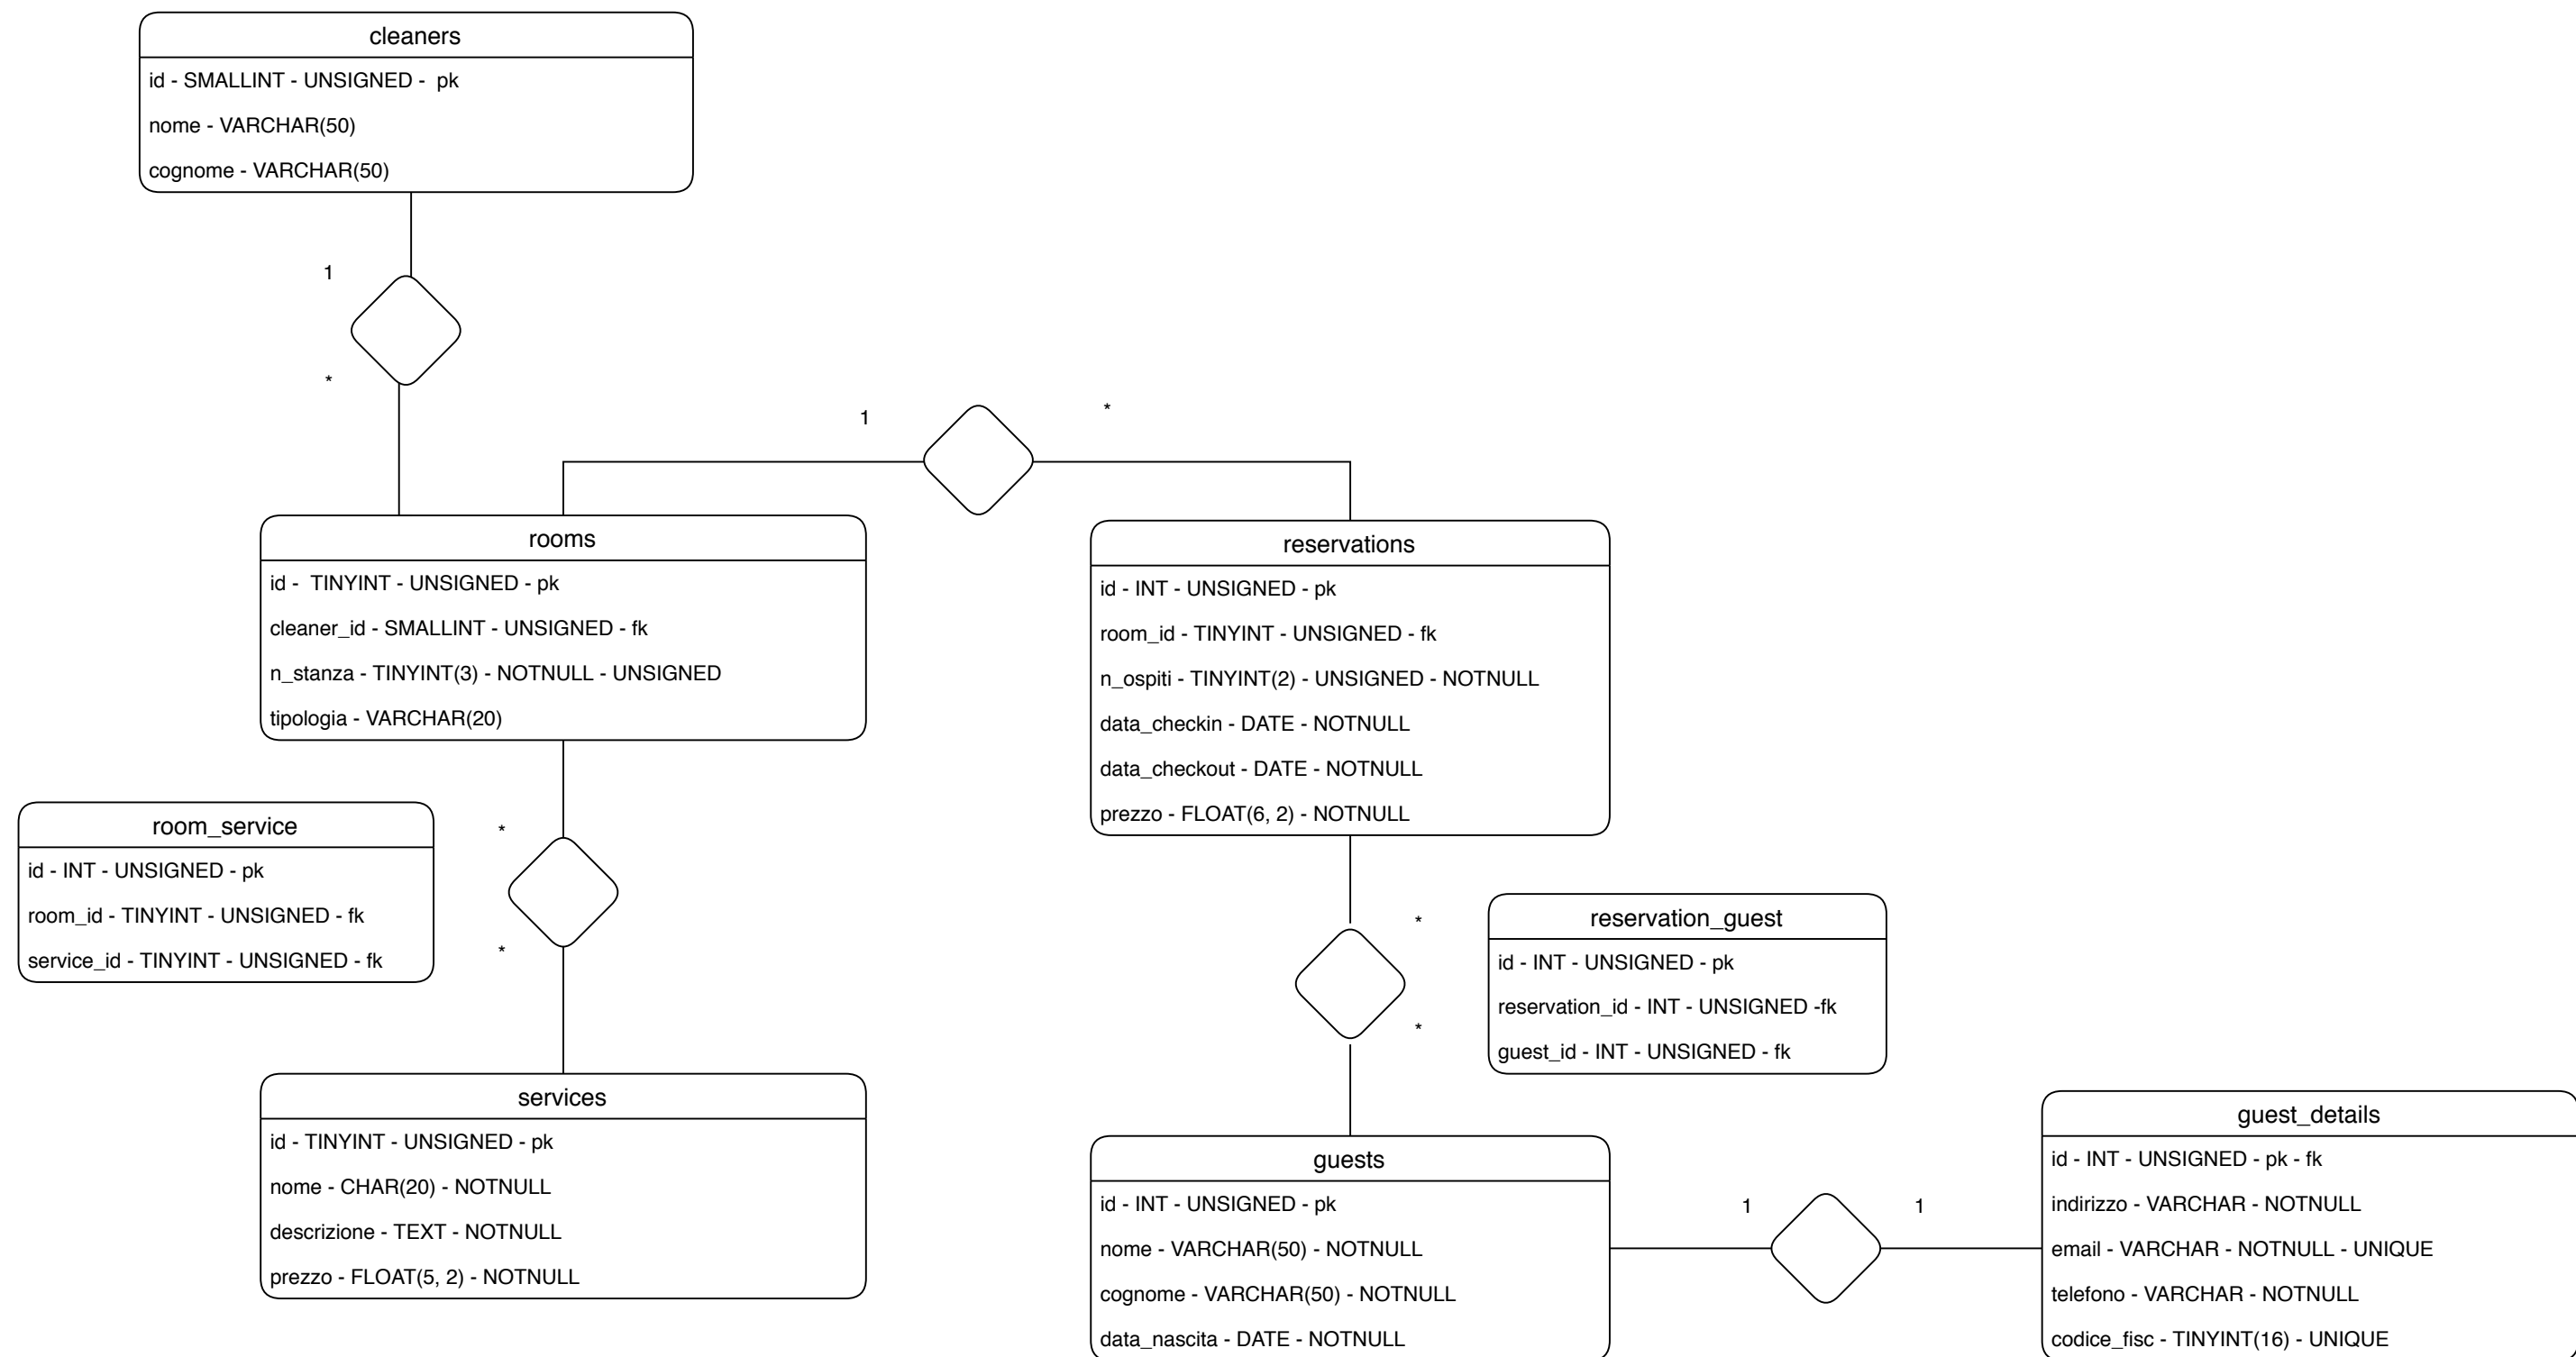 cleaners
id - SMALLINT - UNSIGNED -  pk
nome - VARCHAR(50)
cognome - VARCHAR(50)
1
*
1
*
rooms
id -  TINYINT - UNSIGNED - pk
cleaner_id - SMALLINT - UNSIGNED - fk
n_stanza - TINYINT(3) - NOTNULL - UNSIGNED
tipologia - VARCHAR(20)
reservations
id - INT - UNSIGNED - pk
room_id - TINYINT - UNSIGNED - fk
n_ospiti - TINYINT(2) - UNSIGNED - NOTNULL
data_checkin - DATE - NOTNULL
data_checkout - DATE - NOTNULL
prezzo - FLOAT(6, 2) - NOTNULL
room_service
id - INT - UNSIGNED - pk
room_id - TINYINT - UNSIGNED - fk
service_id - TINYINT - UNSIGNED - fk
*
*
*
*
reservation_guest
id - INT - UNSIGNED - pk
reservation_id - INT - UNSIGNED -fk
guest_id - INT - UNSIGNED - fk
services
id - TINYINT - UNSIGNED - pk
nome - CHAR(20) - NOTNULL
descrizione - TEXT - NOTNULL
prezzo - FLOAT(5, 2) - NOTNULL
guests
id - INT - UNSIGNED - pk
nome - VARCHAR(50) - NOTNULL
cognome - VARCHAR(50) - NOTNULL
data_nascita - DATE - NOTNULL
1
1
guest_details
id - INT - UNSIGNED - pk - fk
indirizzo - VARCHAR - NOTNULL
email - VARCHAR - NOTNULL - UNIQUE
telefono - VARCHAR - NOTNULL
codice_fisc - TINYINT(16) - UNIQUE